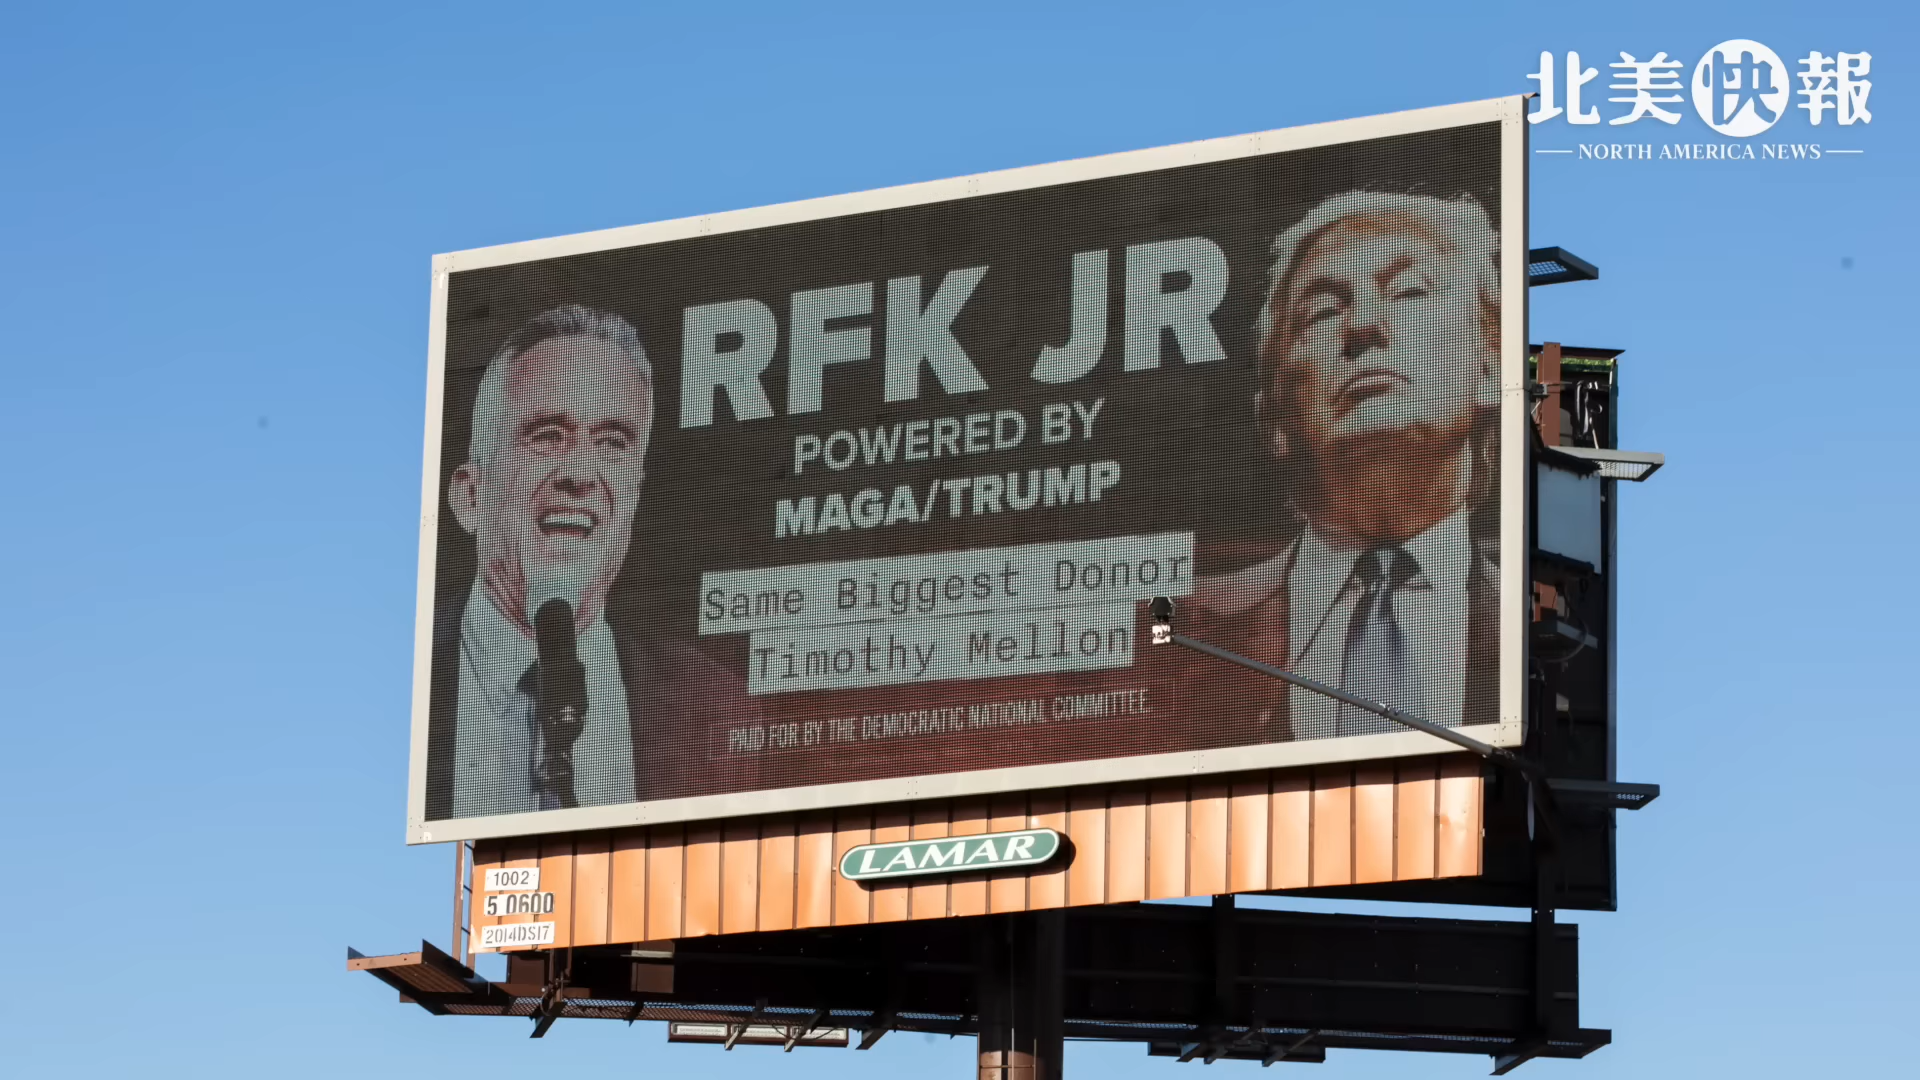 北美快報
NORTH AMERICA NEWS
RFK JR
POWERED BY
MAGA/TRUMP
Same Biggest Donor
Timothy Mellon
PAID FOR BY THE DEMOCRATIC NATIONAL COMMITTEE
LAMAR
1002
5 0600
2014DS17